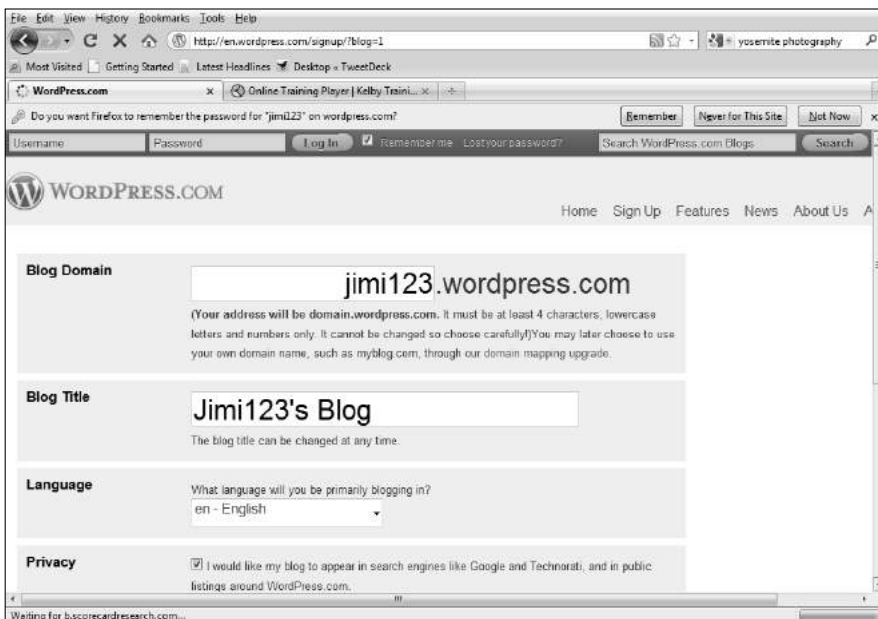 File Edit View History Bookmarks Tools Help
http://en.wordpress.com/signup/?blog=1 yosemite photography
Most Visited Getting Started Latest Headlines Desktop « TweetDeck
WordPress.com Online Training Player | Kelby Traini...
Do you want Firefox to remember the password for "jimi123" on wordpress.com? Remember Never for This Site Not Now
Username Password Log In Remember me Lost your password? Search WordPress.com Blogs Search
WORDPRESS.COM
Home Sign Up Features News About Us A
Blog Domain jimi123.wordpress.com
(Your address will be domain.wordpress.com. It must be at least 4 characters, lowercase
letters and numbers only. It cannot be changed so choose carefully!)You may later choose to use
your own domain name, such as myblog.com, through our domain mapping upgrade.
Blog Title Jimi123's Blog
The blog title can be changed at any time.
Language What language will you be primarily blogging in?
en - English
Privacy I would like my blog to appear in search engines like Google and Technorati, and in public
listings around WordPress.com.
Waiting for b.scorecardresearch.com...